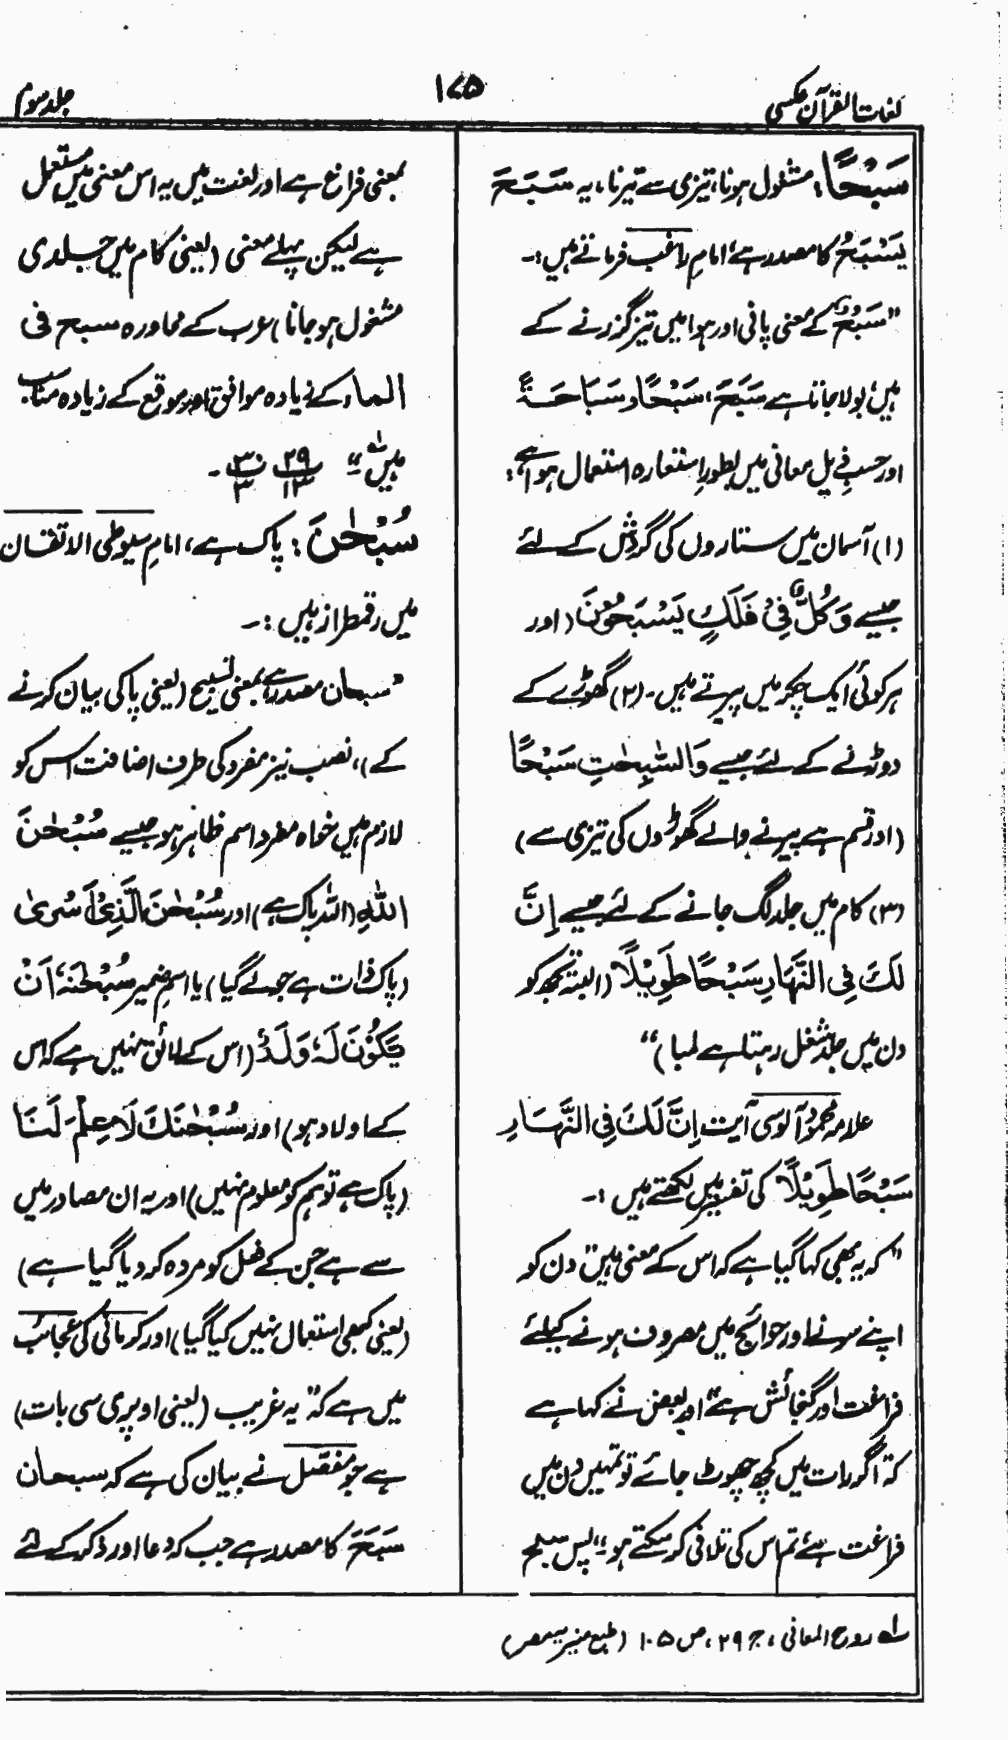 لغات القرآن عکسی
۱۷۵
جلد سوم
سَبْحًا: مشغول ہونا، تیزی سے تیرنا، یہ سَبَحَ
یَسْبَحُ کا مصدر ہے، امامِ راغب فرماتے ہیں:-
"سَبْحٌ کے معنی پانی اور ہوا میں تیز گزرنے کے
ہیں، بولا جاتا ہے سَبَحَ، سَبْحًا و سَبَاحَۃً
اور حسبِ ذیل معانی میں بطورِ استعارہ استعمال ہوا ہے:
(۱) آسمان میں ستاروں کی گردش کے لئے
جیسے وَکُلٌّ فِیْ فَلَکٍ یَّسْبَحُوْنَ (اور
ہر کوئی ایک چکر میں پیرتے ہیں۔ (۲) گھوڑے کے
دوڑنے کے لئے جیسے وَالسّٰبِحٰتِ سَبْحًا
(اور قسم ہے پیرنے والے گھوڑوں کی تیزی سے)
(۳) کام میں جلد لگ جانے کے لئے جیسے اِنَّ
لَکَ فِی النَّهَارِ سَبْحًا طَوِیْلًا (البتہ تجھ کو
دن میں جلد شغل رہتا ہے لمبا)"
علامہ محمود آلوسی آیت اِنَّ لَکَ فِی النَّهَارِ
سَبْحًا طَوِیْلًا کی تفسیر میں لکھتے ہیں :-
"کہ یہ بھی کہا گیا ہے کہ اس کے معنی ہیں" دن کو
اپنے سونے اور حوائج میں مصروف ہونے کیلئے
فراغت اور گنجائش ہے" اور بعض نے کہا ہے
کہ" اگر رات میں کچھ چھوٹ جائے تو تمہیں دن میں
فراغت ہے تم اس کی تلافی کر سکتے ہو" پس سبح
بمعنی فراغ ہے اور لغت میں یہ اس معنی میں مستعمل
ہے لیکن پہلے معنی (یعنی کام میں جلدی
مشغول ہو جانا) عرب کے محاورہ سبح فی
الماء کے زیادہ موافق اور موقع کے زیادہ مناسب
ہیں ؎" ۲۹/۱۳ ۳۰/۳ -
سُبْحٰنَ: پاک ہے، امامِ سیوطی الاتقان
میں رقمطراز ہیں :-
"سبحان مصدر ہے بمعنی تسبیح (یعنی پاکی بیان کرنے
کے)، نصب نیز مفرد کی طرف اضافت اس کو
لازم ہیں خواہ مفرد اسم ظاہر ہو جیسے سُبْحٰنَ
اللّٰہِ (اللہ پاک ہے) اور سُبْحٰنَ الَّذِیْٓ اَسْرٰی
(پاک ذات ہے جو لے گیا) یا اسمِ ضمیر سُبْحٰنَہٗٓ اَنْ
یَّکُوْنَ لَہٗ وَلَدٌ (اس کے لائق نہیں ہے کہ اس
کے اولاد ہو) اور سُبْحٰنَکَ لَا عِلْمَ لَنَا
(پاک ہے تو ہم کو معلوم نہیں) اور یہ ان مصادر میں
سے ہے جن کے فعل کو مردہ کر دیا گیا ہے)
(یعنی کبھی استعمال نہیں کیا گیا) اور کرمانی کی عجائب
میں ہے کہ" یہ غریب (یعنی اوپری سی بات)
ہے جو مفصّل نے بیان کی ہے کہ سبحان
سَبَحَ کا مصدر ہے جب کہ دعا اور ذکر کے لئے
؎ روح المعانی، ج ۲۹، ص ۱۰۵ (طبع منیریہ مصر)